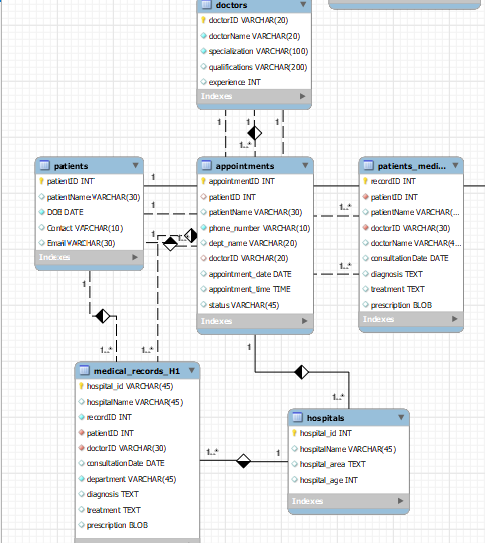 doctors
doctorID VARCHAR(20)
doctorName VARCHAR(20)
specialization VARCHAR(100)
qualifications VARCHAR(200)
experience INT
Indexes
1
1
1
1..*
patients
patientID INT
patientName VARCHAR(30)
DOB DATE
Contact VARCHAR(10)
Email VARCHAR(30)
Indexes
1
1
1
1
appointments
appointmentID INT
patientID INT
patientName VARCHAR(30)
phone_number VARCHAR(10)
dept_name VARCHAR(20)
doctorID VARCHAR(20)
appointment_date DATE
appointment_time TIME
status VARCHAR(45)
Indexes
1..*
1..*
patients_medi...
recordID INT
patientID INT
patientName VARCHAR(...
doctorID VARCHAR(30)
doctorName VARCHAR(4...
consultationDate DATE
diagnosis TEXT
treatment TEXT
prescription BLOB
Indexes
1
1..*
1..*
1
1..*
medical_records_H1
hospital_id VARCHAR(45)
hospitalName VARCHAR(45)
recordID INT
patientID INT
doctorID VARCHAR(30)
consultationDate DATE
department VARCHAR(45)
diagnosis TEXT
treatment TEXT
prescription BLOB
1..*
1
hospitals
hospital_id INT
hospitalName VARCHAR(45)
hospital_area TEXT
hospital_age INT
Indexes